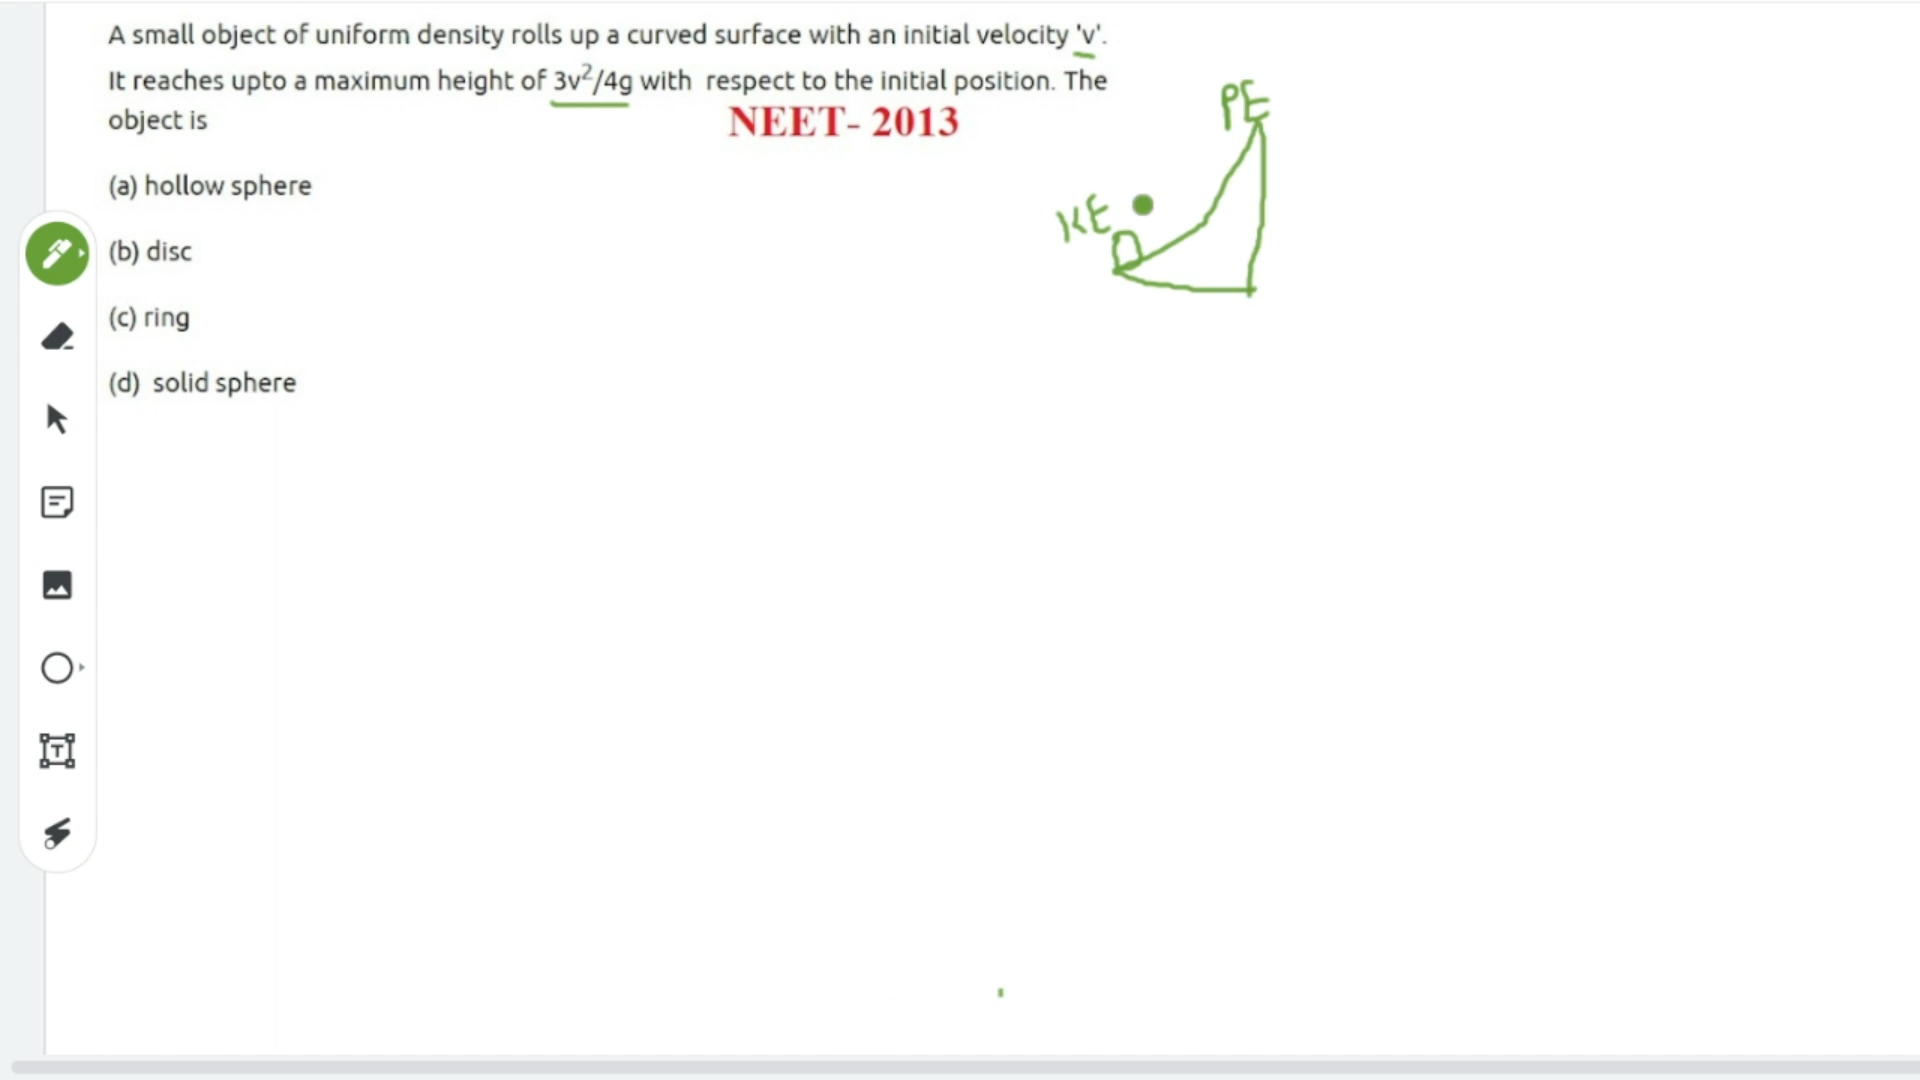 A small object of uniform density rolls up a curved surface with an initial velocity 'v'.
It reaches upto a maximum height of 3v²/4g with respect to the initial position. The
object is
NEET- 2013
PE
(a) hollow sphere
KE
(b) disc
(c) ring
(d) solid sphere